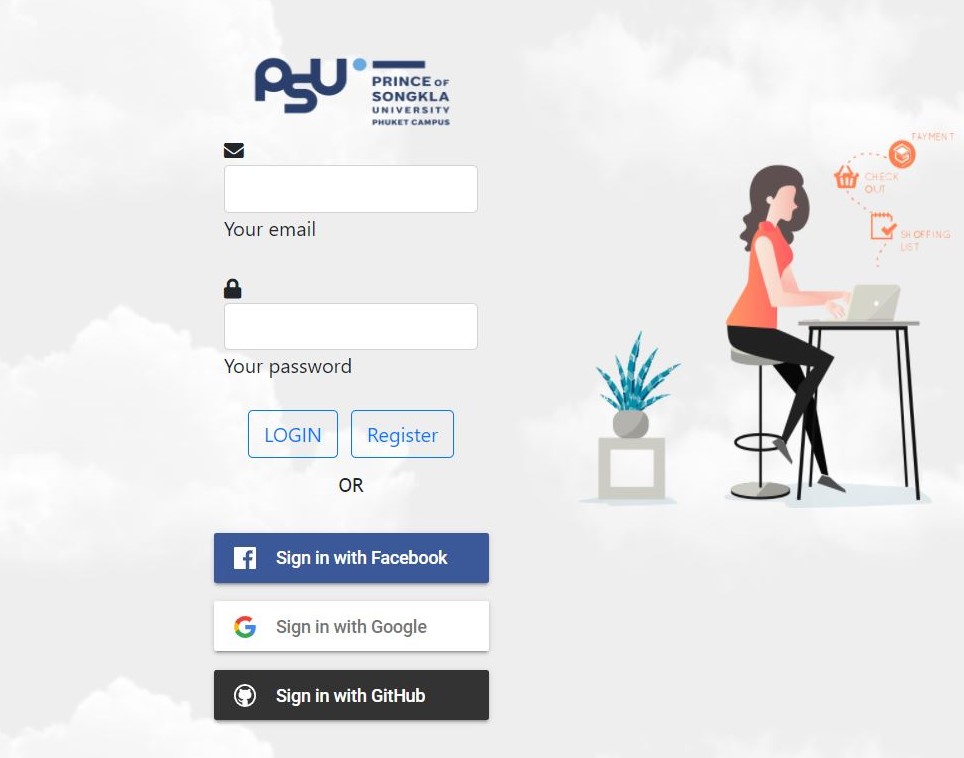 PSU
PRINCE OF
SONGKLA
UNIVERSITY
PHUKET CAMPUS
Your email
Your password
LOGIN
Register
OR
Sign in with Facebook
Sign in with Google
Sign in with GitHub
PAYMENT
CHECK
OUT
SHOFFING
LIST